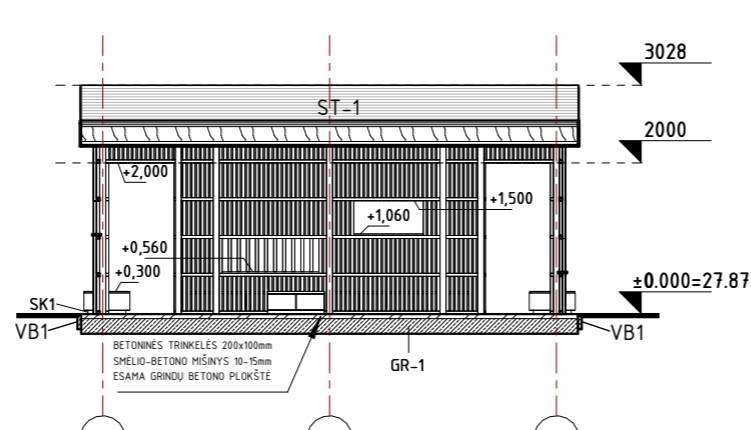 3028
ST-1
2000
+2,000
+1,500
+1,060
+0,560
+0,300
±0.000=27.87
SK1
VB1
VB1
BETONINĖS TRINKELĖS 200x100mm
SMĖLIO-BETONO MIŠINYS 10-15mm
ESAMA GRINDŲ BETONO PLOKŠTĖ
GR-1